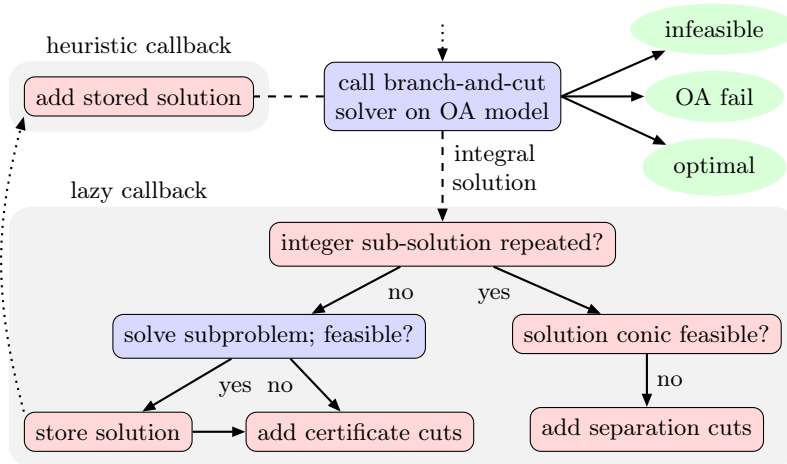 infeasible
heuristic callback
add stored solution
call branch-and-cut
solver on OA model
OA fail
optimal
integral
solution
lazy callback
integer sub-solution repeated?
no
yes
solve subproblem; feasible?
solution conic feasible?
yes
no
no
store solution
add certificate cuts
add separation cuts